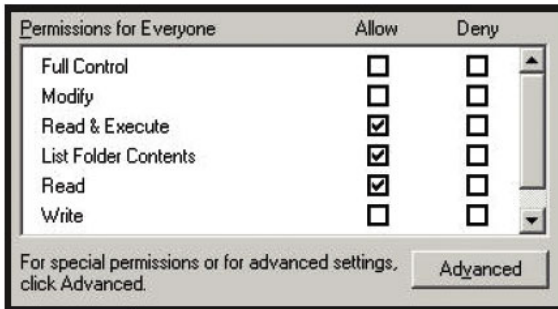 Permissions for Everyone Allow Deny
Full Control
Modify
Read & Execute
List Folder Contents
Read
Write
For special permissions or for advanced settings, Advanced
click Advanced.